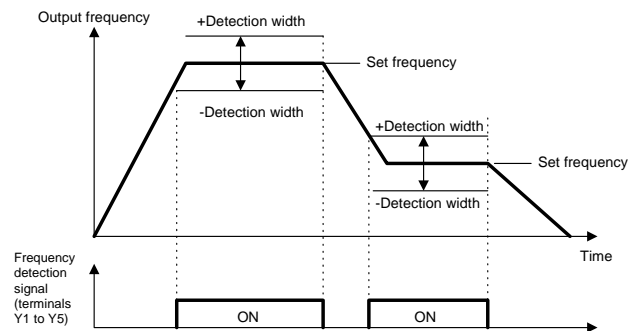 Output frequency
+Detection width
Set frequency
-Detection width
+Detection width
Set frequency
-Detection width
Time
Frequency
detection
signal
(terminals
Y1 to Y5)
ON
ON